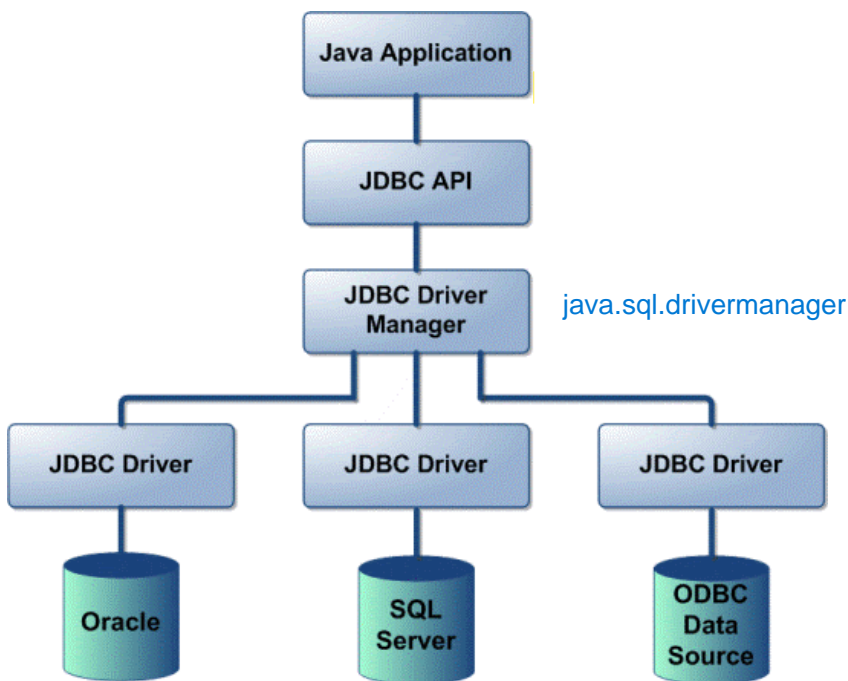 Java Application
JDBC API
JDBC Driver
Manager
java.sql.drivermanager
JDBC Driver
JDBC Driver
JDBC Driver
Oracle
SQL
Server
ODBC
Data
Source